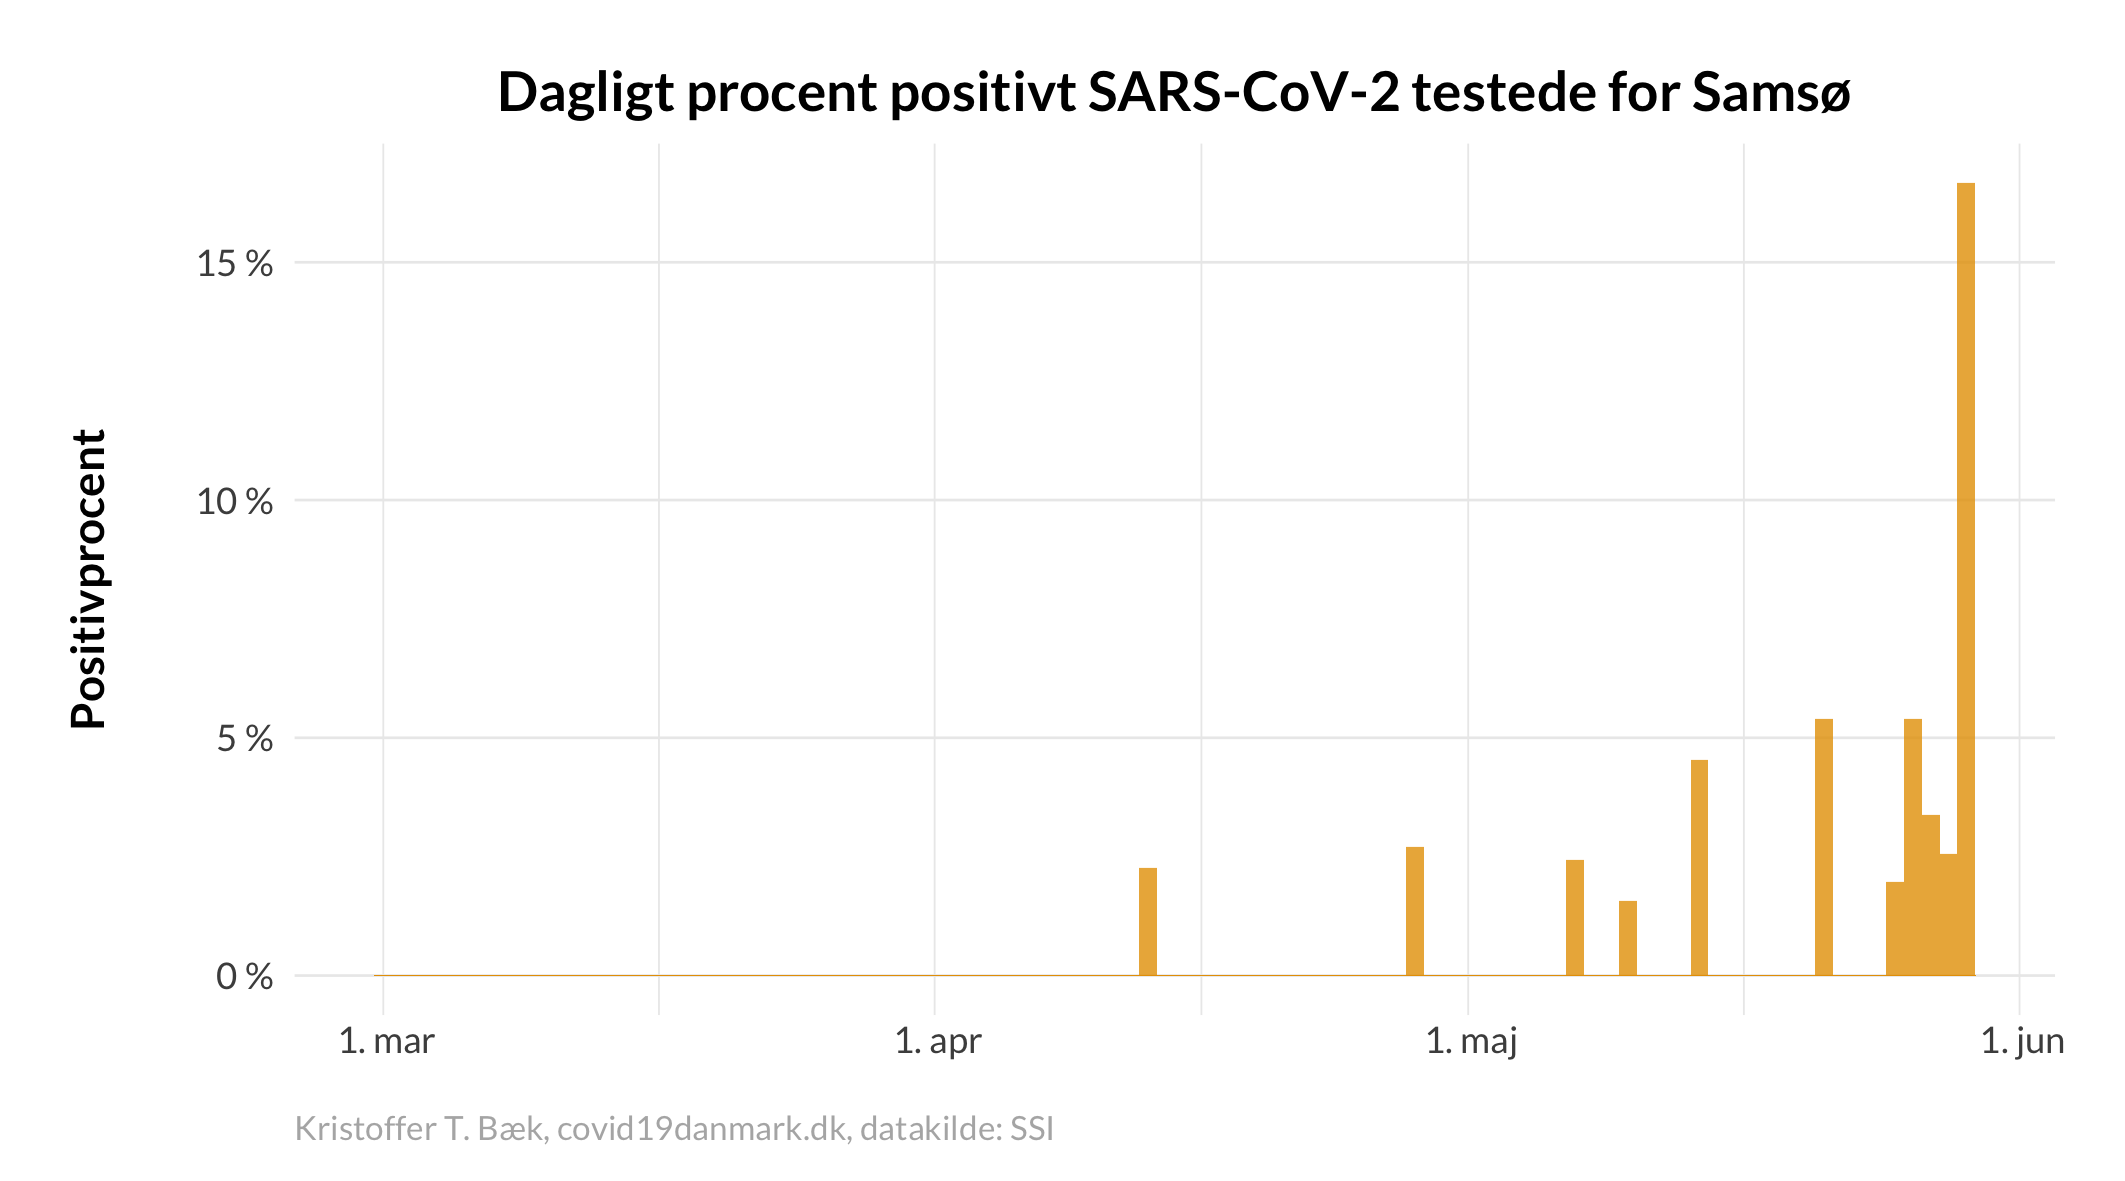 Dagligt procent positivt SARS-CoV-2 testede for Samsø
Positivprocent
15 %
10 %
5 %
0 %
1. mar
1. apr
1. maj
1. jun
Kristoffer T. Bæk, covid19danmark.dk, datakilde: SSI